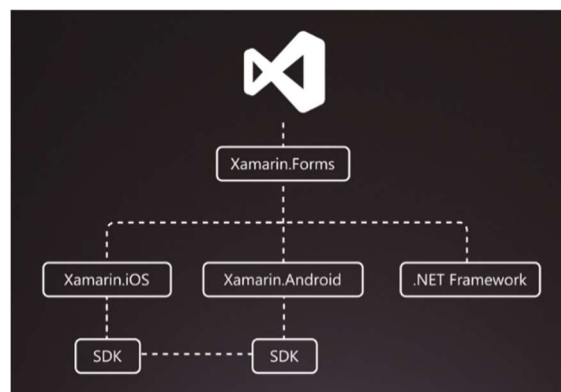 Xamarin.Forms
Xamarin.iOS
Xamarin.Android
.NET Framework
SDK
SDK